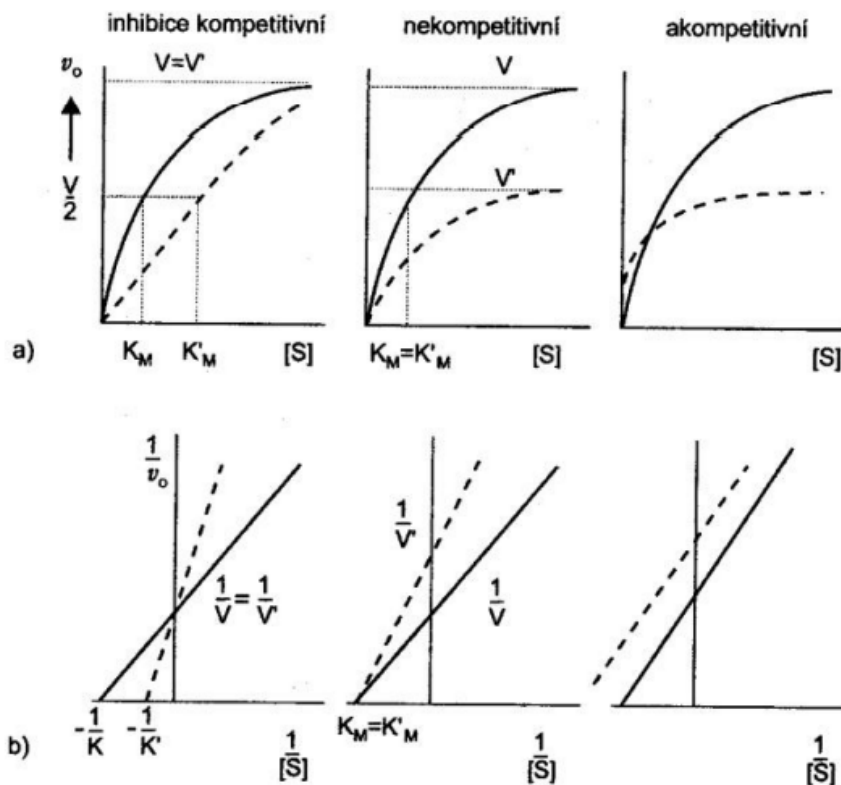 inhibice kompetitivní
nekompetitivní
akompetitivní
v₀
V=V'
V
2
K_M
K'_M
[S]
V
V'
K_M=K'_M
[S]
[S]
a)
1
v₀
1 = 1
V V'
-1 -1
K K'
1
[S]
1
V'
1
V
K_M=K'_M
1
[S]
1
[S]
b)